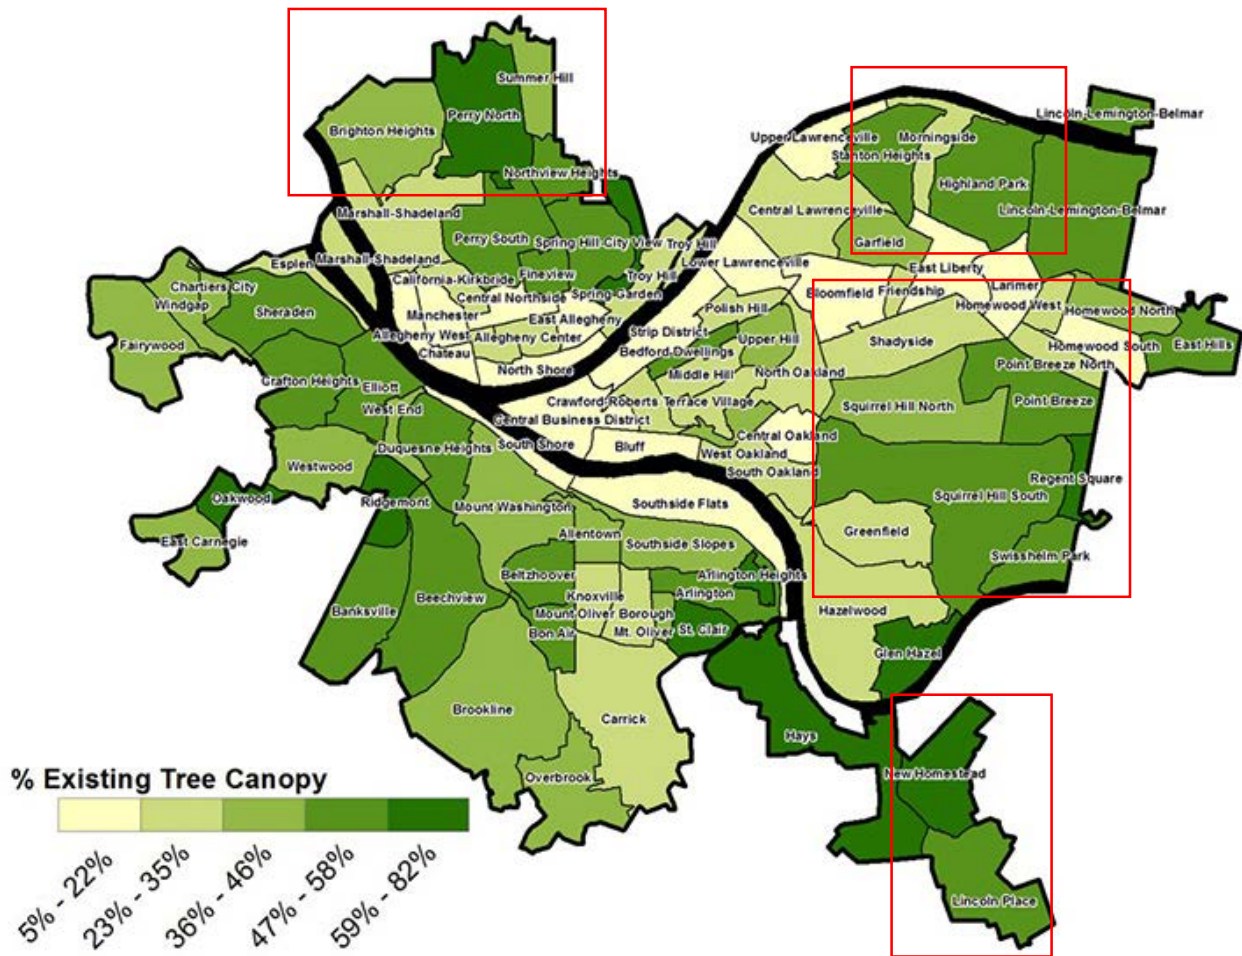 Summer Hill
Perry North
Brighton Heights
Lincoln-Lemington-Belmar
Upper Lawrenceville
Morningside
Stanton Heights
Northview Heights
Highland Park
Marshall-Shadeland
Central Lawrenceville
Lincoln-Lemington-Belmar
Perry South
Spring Hill-City View
Troy Hill
Garfield
Esplen
Marshall-Shadeland
Lower Lawrenceville
East Liberty
Chartiers City
California-Kirkbride
Fineview
Troy Hill
Larimer
Windgap
Sheraden
Central Northside
Spring Garden
Bloomfield
Friendship
Homewood West
Homewood North
Manchester
East Allegheny
Polish Hill
Fairywood
Allegheny West
Allegheny Center
Strip District
Upper Hill
Shadyside
Homewood South
East Hills
Chateau
Bedford-Dwellings
North Shore
Middle Hill
North Oakland
Point Breeze North
Crafton Heights
Elliott
Crawford-Roberts
Terrace Village
Squirrel Hill North
Point Breeze
West End
Central Business District
Central Oakland
Duquesne Heights
South Shore
Bluff
West Oakland
Westwood
South Oakland
Regent Square
Oakwood
Ridgemont
Mount Washington
Southside Flats
Squirrel Hill South
East Carnegie
Allentown
Southside Slopes
Greenfield
Swisshelm Park
Beltzhoover
Arlington Heights
Banksville
Beechview
Knoxville
Arlington
Mount Oliver Borough
Hazelwood
Bon Air
Mt. Oliver
St. Clair
Glen Hazel
Brookline
Carrick
Hays
Overbrook
New Homestead
Lincoln Place
% Existing Tree Canopy
5% - 22%
23% - 35%
36% - 46%
47% - 58%
59% - 82%